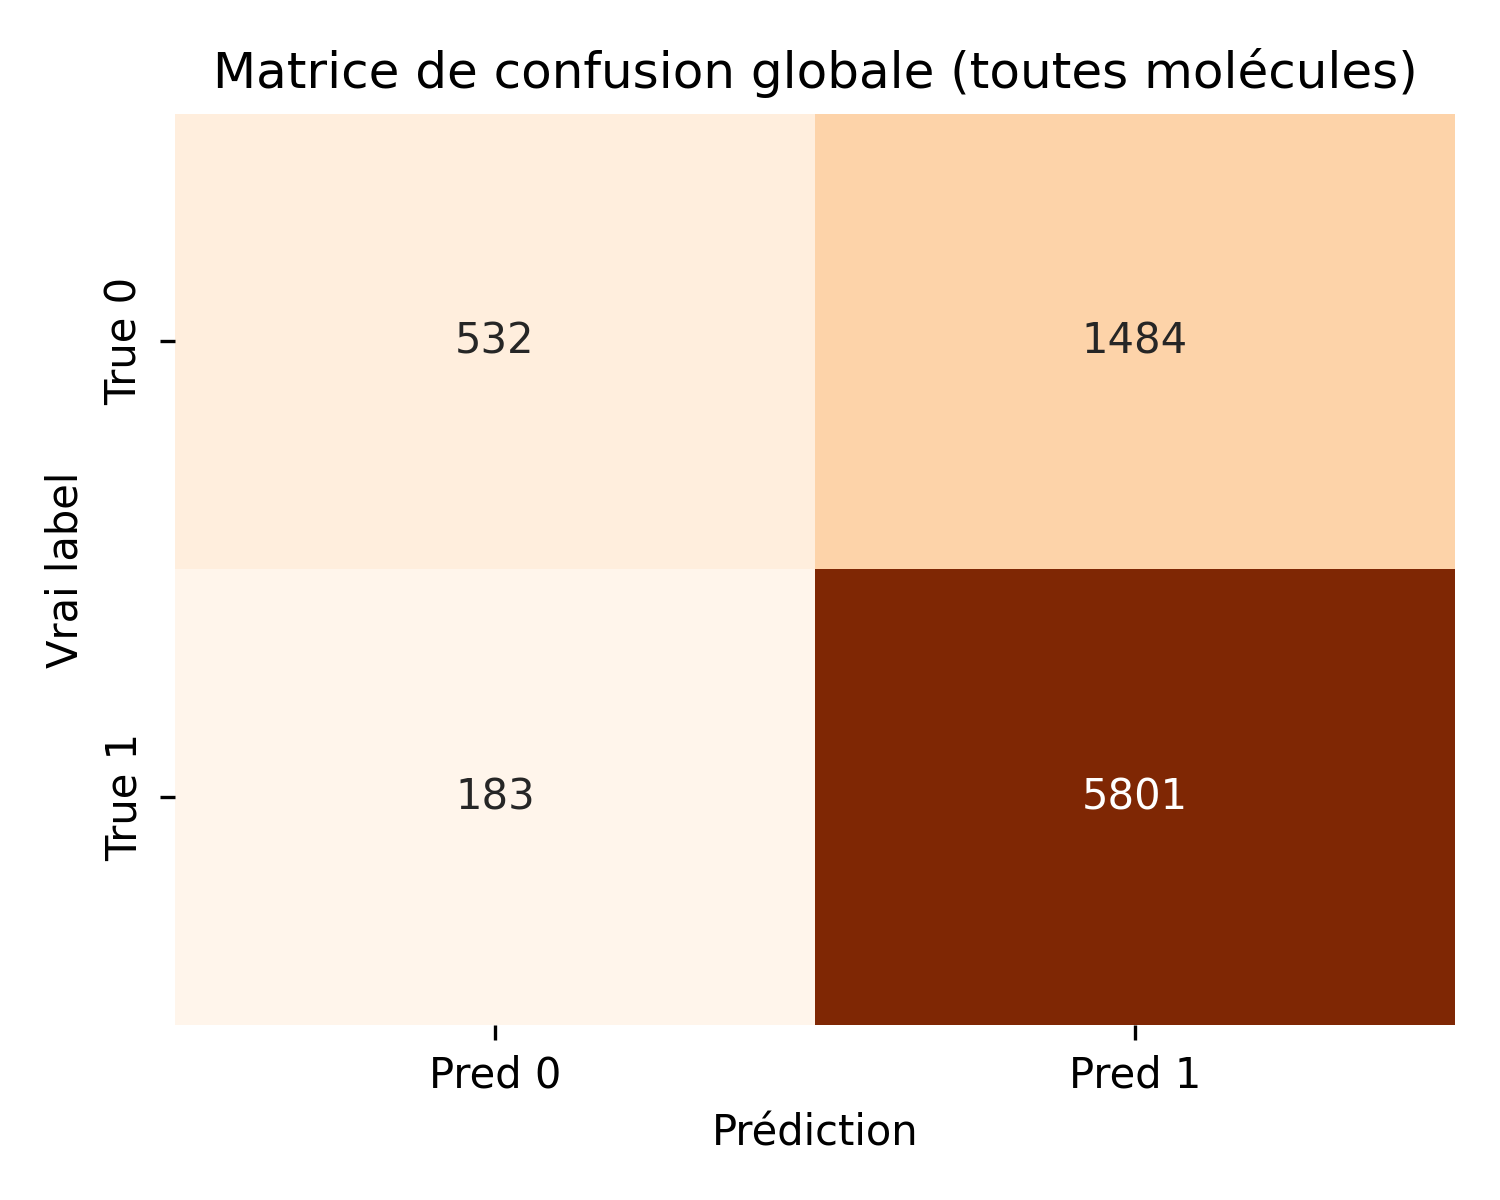 Matrice de confusion globale (toutes molécules)
Vrai label
True 0
532
1484
True 1
183
5801
Pred 0
Pred 1
Prédiction